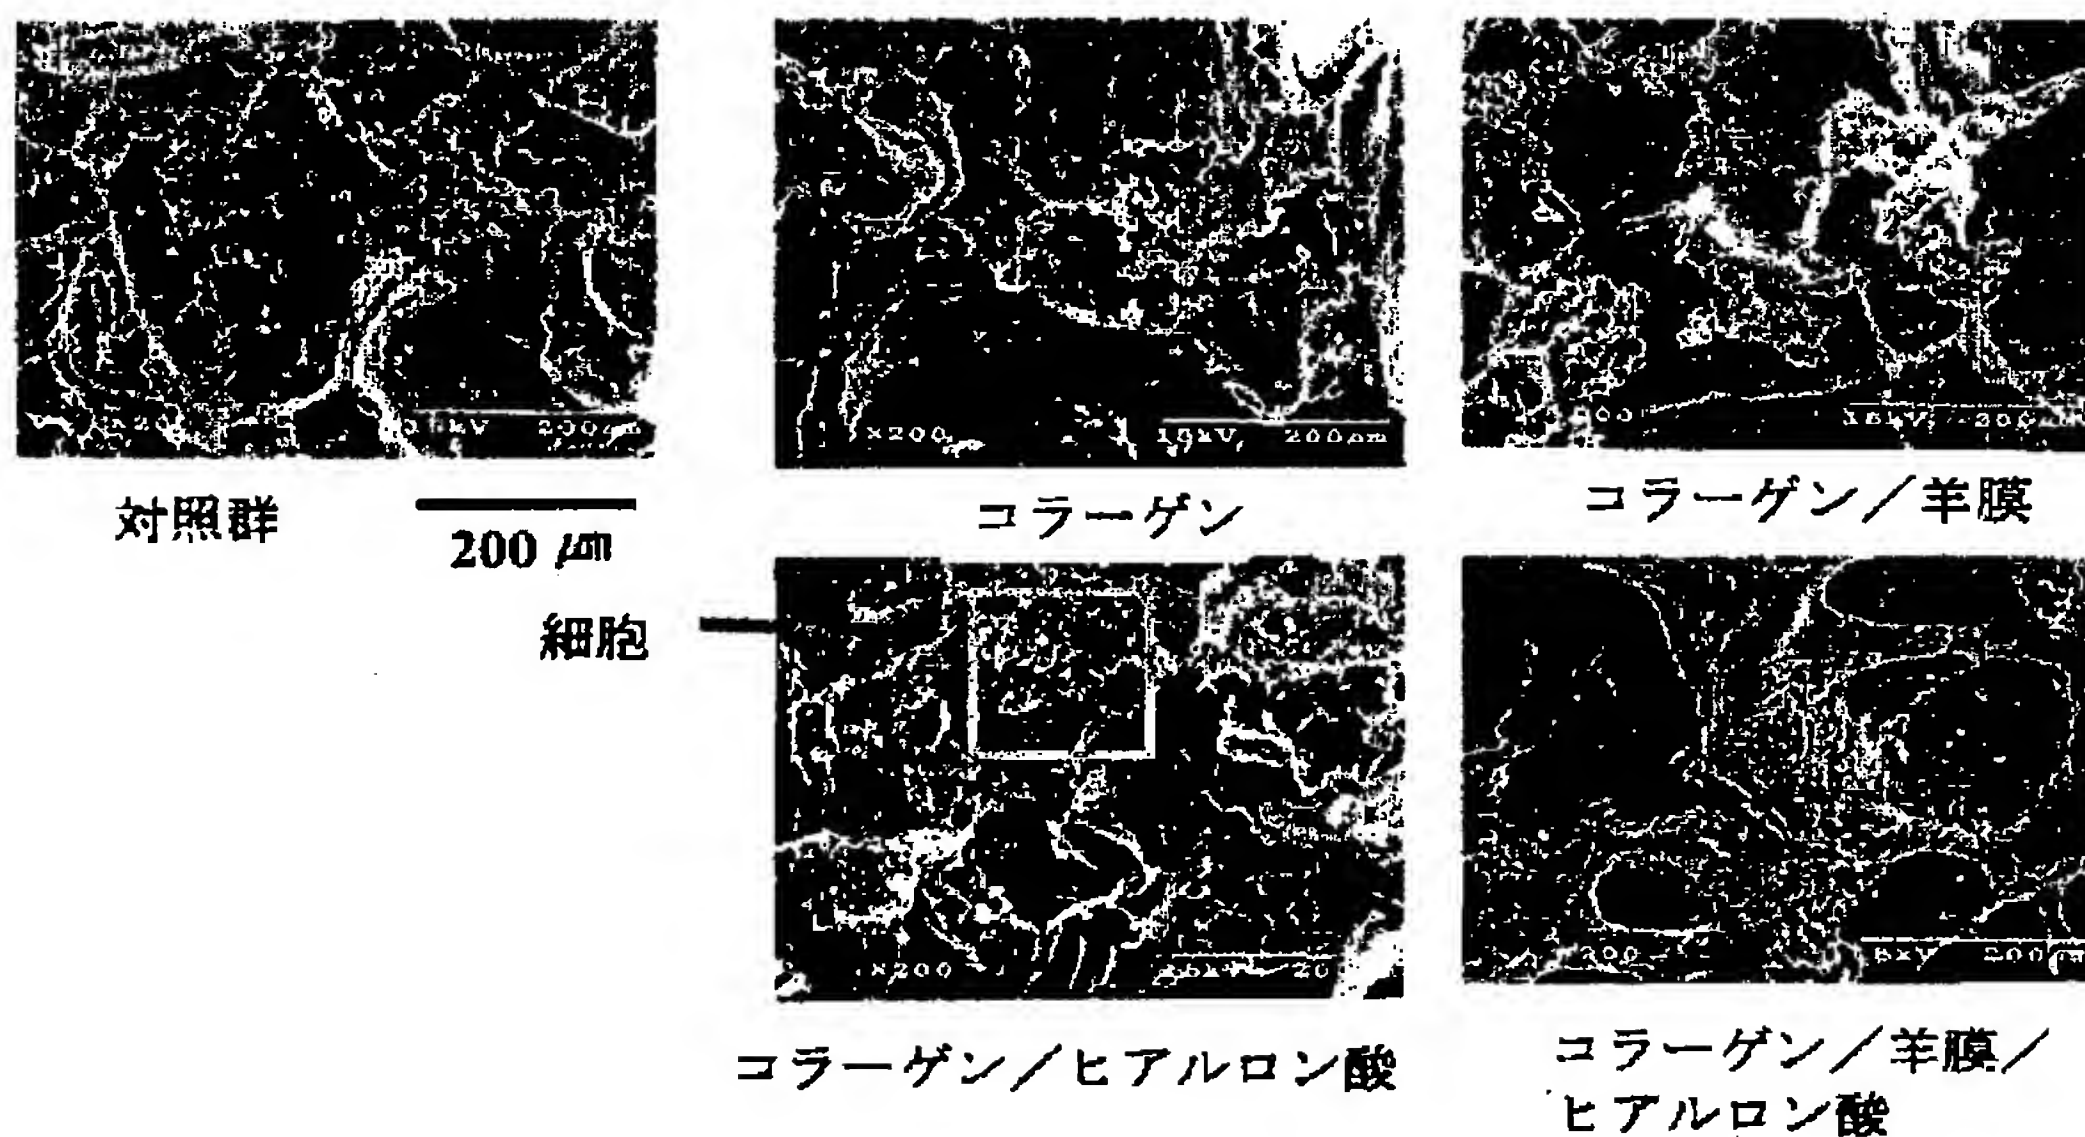 ×200 15kV 200μm
対照群
200 μm
コラーゲン
コラーゲン／羊膜
細胞
×200
コラーゲン／ヒアルロン酸
コラーゲン／羊膜／
ヒアルロン酸